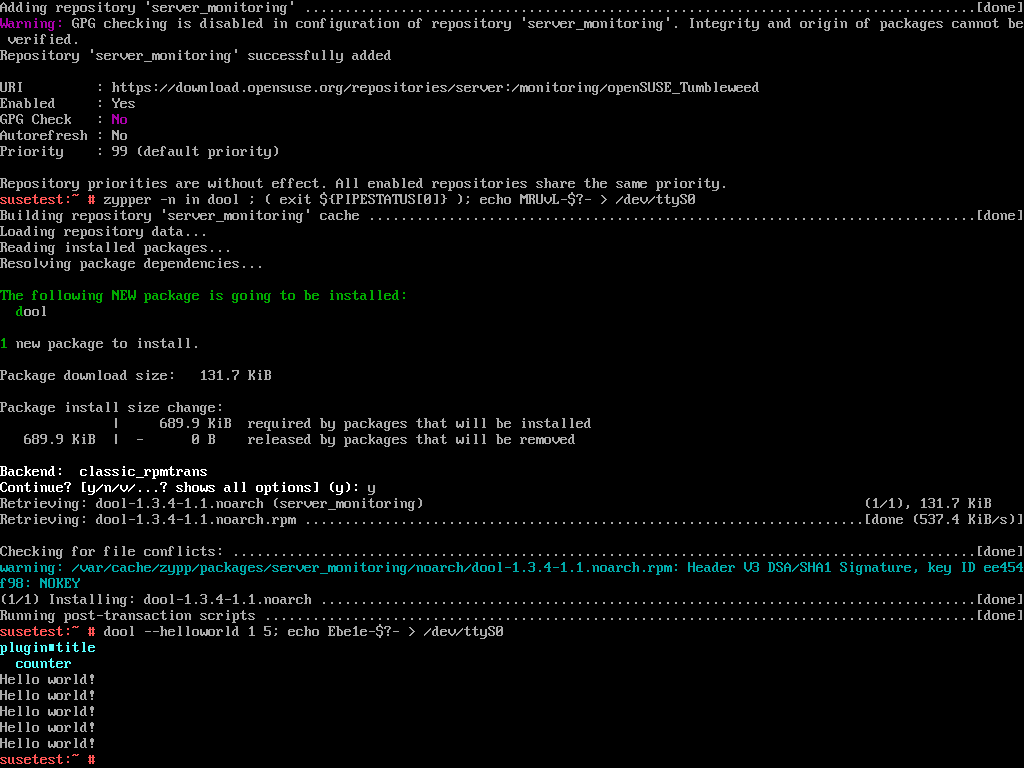 Adding repository 'server_monitoring' .....................................................................................[done]
Warning: GPG checking is disabled in configuration of repository 'server_monitoring'. Integrity and origin of packages cannot be
 verified.
Repository 'server_monitoring' successfully added
URI         : https://download.opensuse.org/repositories/server:/monitoring/openSUSE_Tumbleweed
Enabled     : Yes
GPG Check   : No
Autorefresh : No
Priority    : 99 (default priority)
Repository priorities are without effect. All enabled repositories share the same priority.
susetest:~ # zypper -n in dool ; ( exit ${PIPESTATUS[0]} ); echo MRUvL-$?- > /dev/ttyS0
Building repository 'server_monitoring' cache ............................................................................[done]
Loading repository data...
Reading installed packages...
Resolving package dependencies...
The following NEW package is going to be installed:
  dool
1 new package to install.
Package download size:   131.7 KiB
Package install size change:
              |     689.9 KiB  required by packages that will be installed
   689.9 KiB  |  -      0 B    released by packages that will be removed
Backend:  classic_rpmtrans
Continue? [y/n/v/...? shows all options] (y): y
Retrieving: dool-1.3.4-1.1.noarch (server_monitoring)                                                       (1/1), 131.7 KiB
Retrieving: dool-1.3.4-1.1.noarch.rpm ......................................................................[done (537.4 KiB/s)]
Checking for file conflicts: .............................................................................................[done]
warning: /var/cache/zypp/packages/server_monitoring/noarch/dool-1.3.4-1.1.noarch.rpm: Header V3 DSA/SHA1 Signature, key ID ee454
f98: NOKEY
(1/1) Installing: dool-1.3.4-1.1.noarch ..................................................................................[done]
Running post-transaction scripts .........................................................................................[done]
susetest:~ # dool --helloworld 1 5; echo Ebe1e-$?- > /dev/ttyS0
plugin▪title
  counter
Hello world!
Hello world!
Hello world!
Hello world!
Hello world!
susetest:~ #